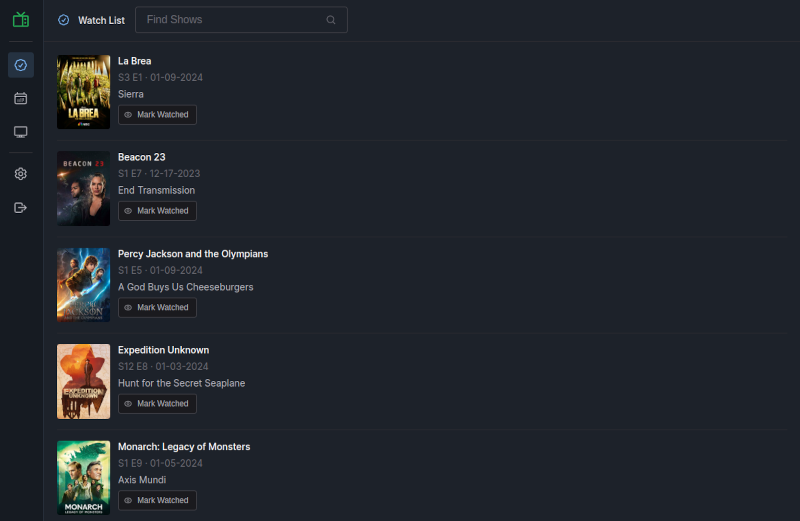 Watch List
Find Shows
LA BREA
La Brea
S3 E1 · 01-09-2024
Sierra
Mark Watched
BEACON 23
Beacon 23
S1 E7 · 12-17-2023
End Transmission
Mark Watched
JACKSON
Percy Jackson and the Olympians
S1 E5 · 01-09-2024
A God Buys Us Cheeseburgers
Mark Watched
EXPEDITION
UNKNOWN
Expedition Unknown
S12 E8 · 01-03-2024
Hunt for the Secret Seaplane
Mark Watched
MONARCH
LEGACY OF MONSTERS
Monarch: Legacy of Monsters
S1 E9 · 01-05-2024
Axis Mundi
Mark Watched